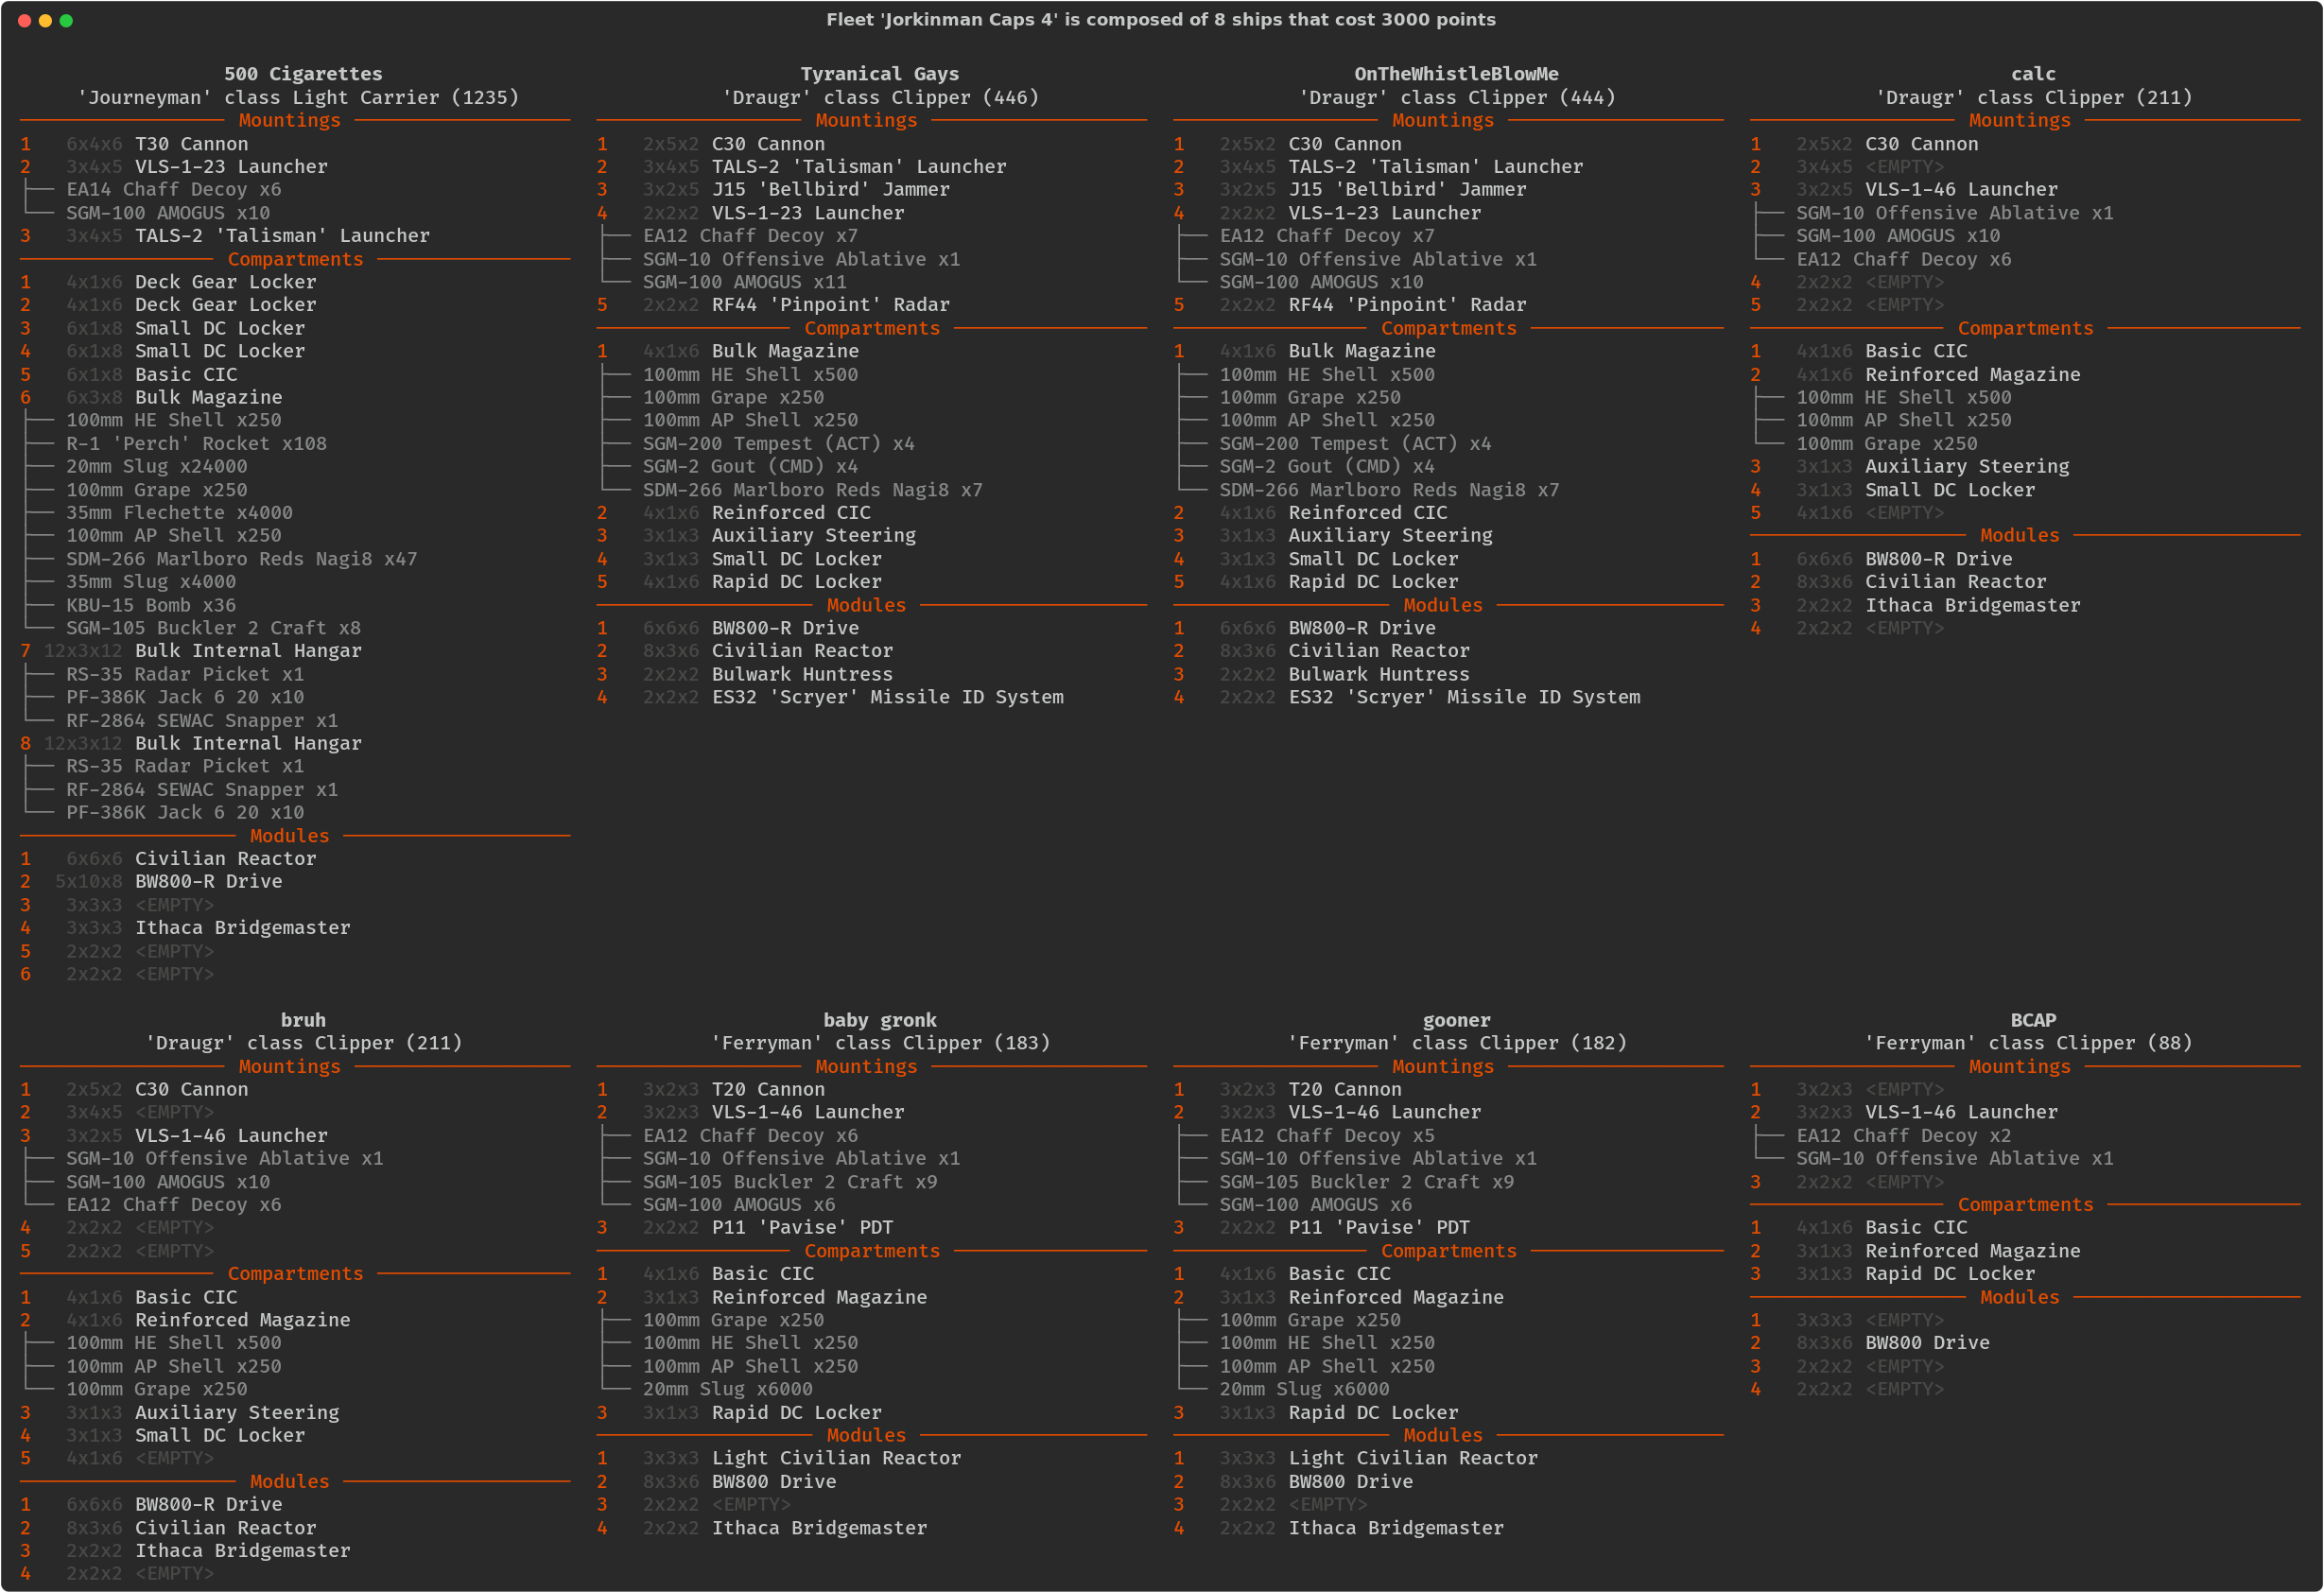 Fleet 'Jorkinman Caps 4' is composed of 8 ships that cost 3000 points
500 Cigarettes
'Journeyman' class Light Carrier (1235)
Mountings
1 6x4x6 T30 Cannon
2 3x4x5 VLS-1-23 Launcher
EA14 Chaff Decoy x6
SGM-100 AMOGUS x10
3 3x4x5 TALS-2 'Talisman' Launcher
Compartments
1 4x1x6 Deck Gear Locker
2 4x1x6 Deck Gear Locker
3 6x1x8 Small DC Locker
4 6x1x8 Small DC Locker
5 6x1x8 Basic CIC
6 6x3x8 Bulk Magazine
100mm HE Shell x250
R-1 'Perch' Rocket x108
20mm Slug x24000
100mm Grape x250
35mm Flechette x4000
100mm AP Shell x250
SDM-266 Marlboro Reds Nagi8 x47
35mm Slug x4000
KBU-15 Bomb x36
SGM-105 Buckler 2 Craft x8
7 12x3x12 Bulk Internal Hangar
RS-35 Radar Picket x1
PF-386K Jack 6 20 x10
RF-2864 SEWAC Snapper x1
8 12x3x12 Bulk Internal Hangar
RS-35 Radar Picket x1
RF-2864 SEWAC Snapper x1
PF-386K Jack 6 20 x10
Modules
1 6x6x6 Civilian Reactor
2 5x10x8 BW800-R Drive
3 3x3x3 <EMPTY>
4 3x3x3 Ithaca Bridgemaster
5 2x2x2 <EMPTY>
6 2x2x2 <EMPTY>
Tyranical Gays
'Draugr' class Clipper (446)
Mountings
1 2x5x2 C30 Cannon
2 3x4x5 TALS-2 'Talisman' Launcher
3 3x2x5 J15 'Bellbird' Jammer
4 2x2x2 VLS-1-23 Launcher
EA12 Chaff Decoy x7
SGM-10 Offensive Ablative x1
SGM-100 AMOGUS x11
5 2x2x2 RF44 'Pinpoint' Radar
Compartments
1 4x1x6 Bulk Magazine
100mm HE Shell x500
100mm Grape x250
100mm AP Shell x250
SGM-200 Tempest (ACT) x4
SGM-2 Gout (CMD) x4
SDM-266 Marlboro Reds Nagi8 x7
2 4x1x6 Reinforced CIC
3 3x1x3 Auxiliary Steering
4 3x1x3 Small DC Locker
5 4x1x6 Rapid DC Locker
Modules
1 6x6x6 BW800-R Drive
2 8x3x6 Civilian Reactor
3 2x2x2 Bulwark Huntress
4 2x2x2 ES32 'Scryer' Missile ID System
OnTheWhistleBlowMe
'Draugr' class Clipper (444)
Mountings
1 2x5x2 C30 Cannon
2 3x4x5 TALS-2 'Talisman' Launcher
3 3x2x5 J15 'Bellbird' Jammer
4 2x2x2 VLS-1-23 Launcher
EA12 Chaff Decoy x7
SGM-10 Offensive Ablative x1
SGM-100 AMOGUS x10
5 2x2x2 RF44 'Pinpoint' Radar
Compartments
1 4x1x6 Bulk Magazine
100mm HE Shell x500
100mm Grape x250
100mm AP Shell x250
SGM-200 Tempest (ACT) x4
SGM-2 Gout (CMD) x4
SDM-266 Marlboro Reds Nagi8 x7
2 4x1x6 Reinforced CIC
3 3x1x3 Auxiliary Steering
4 3x1x3 Small DC Locker
5 4x1x6 Rapid DC Locker
Modules
1 6x6x6 BW800-R Drive
2 8x3x6 Civilian Reactor
3 2x2x2 Bulwark Huntress
4 2x2x2 ES32 'Scryer' Missile ID System
calc
'Draugr' class Clipper (211)
Mountings
1 2x5x2 C30 Cannon
2 3x4x5 <EMPTY>
3 3x2x5 VLS-1-46 Launcher
SGM-10 Offensive Ablative x1
SGM-100 AMOGUS x10
EA12 Chaff Decoy x6
4 2x2x2 <EMPTY>
5 2x2x2 <EMPTY>
Compartments
1 4x1x6 Basic CIC
2 4x1x6 Reinforced Magazine
100mm HE Shell x500
100mm AP Shell x250
100mm Grape x250
3 3x1x3 Auxiliary Steering
4 3x1x3 Small DC Locker
5 4x1x6 <EMPTY>
Modules
1 6x6x6 BW800-R Drive
2 8x3x6 Civilian Reactor
3 2x2x2 Ithaca Bridgemaster
4 2x2x2 <EMPTY>
bruh
'Draugr' class Clipper (211)
Mountings
1 2x5x2 C30 Cannon
2 3x4x5 <EMPTY>
3 3x2x5 VLS-1-46 Launcher
SGM-10 Offensive Ablative x1
SGM-100 AMOGUS x10
EA12 Chaff Decoy x6
4 2x2x2 <EMPTY>
5 2x2x2 <EMPTY>
Compartments
1 4x1x6 Basic CIC
2 4x1x6 Reinforced Magazine
100mm HE Shell x500
100mm AP Shell x250
100mm Grape x250
3 3x1x3 Auxiliary Steering
4 3x1x3 Small DC Locker
5 4x1x6 <EMPTY>
Modules
1 6x6x6 BW800-R Drive
2 8x3x6 Civilian Reactor
3 2x2x2 Ithaca Bridgemaster
4 2x2x2 <EMPTY>
baby gronk
'Ferryman' class Clipper (183)
Mountings
1 3x2x3 T20 Cannon
2 3x2x3 VLS-1-46 Launcher
EA12 Chaff Decoy x6
SGM-10 Offensive Ablative x1
SGM-105 Buckler 2 Craft x9
SGM-100 AMOGUS x6
3 2x2x2 P11 'Pavise' PDT
Compartments
1 4x1x6 Basic CIC
2 3x1x3 Reinforced Magazine
100mm Grape x250
100mm HE Shell x250
100mm AP Shell x250
20mm Slug x6000
3 3x1x3 Rapid DC Locker
Modules
1 3x3x3 Light Civilian Reactor
2 8x3x6 BW800 Drive
3 2x2x2 <EMPTY>
4 2x2x2 Ithaca Bridgemaster
gooner
'Ferryman' class Clipper (182)
Mountings
1 3x2x3 T20 Cannon
2 3x2x3 VLS-1-46 Launcher
EA12 Chaff Decoy x5
SGM-10 Offensive Ablative x1
SGM-105 Buckler 2 Craft x9
SGM-100 AMOGUS x6
3 2x2x2 P11 'Pavise' PDT
Compartments
1 4x1x6 Basic CIC
2 3x1x3 Reinforced Magazine
100mm Grape x250
100mm HE Shell x250
100mm AP Shell x250
20mm Slug x6000
3 3x1x3 Rapid DC Locker
Modules
1 3x3x3 Light Civilian Reactor
2 8x3x6 BW800 Drive
3 2x2x2 <EMPTY>
4 2x2x2 Ithaca Bridgemaster
BCAP
'Ferryman' class Clipper (88)
Mountings
1 3x2x3 <EMPTY>
2 3x2x3 VLS-1-46 Launcher
EA12 Chaff Decoy x2
SGM-10 Offensive Ablative x1
3 2x2x2 <EMPTY>
Compartments
1 4x1x6 Basic CIC
2 3x1x3 Reinforced Magazine
3 3x1x3 Rapid DC Locker
Modules
1 3x3x3 <EMPTY>
2 8x3x6 BW800 Drive
3 2x2x2 <EMPTY>
4 2x2x2 <EMPTY>